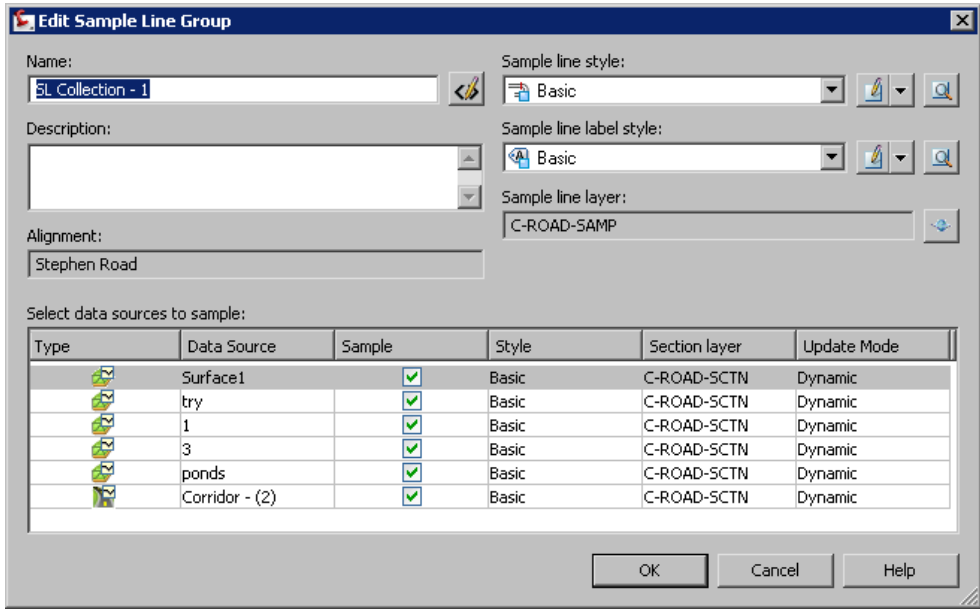 Edit Sample Line Group
Name:
SL Collection - 1
Description:
Alignment:
Stephen Road
Sample line style:
Basic
Sample line label style:
Basic
Sample line layer:
C-ROAD-SAMP
Select data sources to sample:
Type Data Source Sample Style Section layer Update Mode
Surface1 Basic C-ROAD-SCTN Dynamic
try Basic C-ROAD-SCTN Dynamic
1 Basic C-ROAD-SCTN Dynamic
3 Basic C-ROAD-SCTN Dynamic
ponds Basic C-ROAD-SCTN Dynamic
Corridor - (2) Basic C-ROAD-SCTN Dynamic
OK Cancel Help